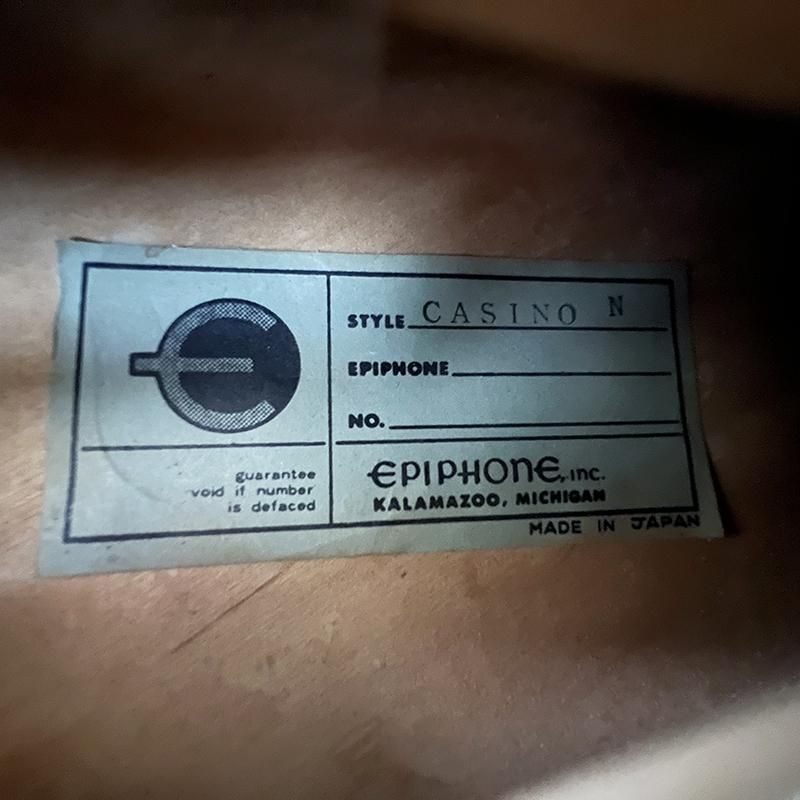 STYLE CASINO N
EPIPHONE
NO.
guarantee
void if number
is defaced
EPIPHONE, INC.
KALAMAZOO, MICHIGAN
MADE IN JAPAN